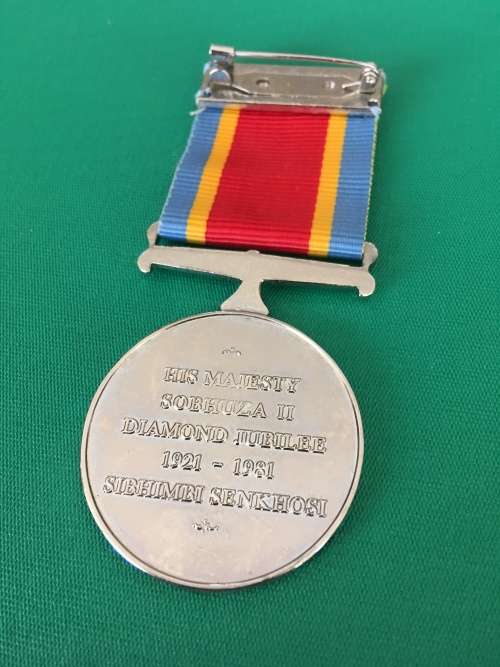 HIS MAJESTY
SOBHUZA II
DIAMOND JUBILEE
1921 - 1981
SIBHIMBI SENKHOSI